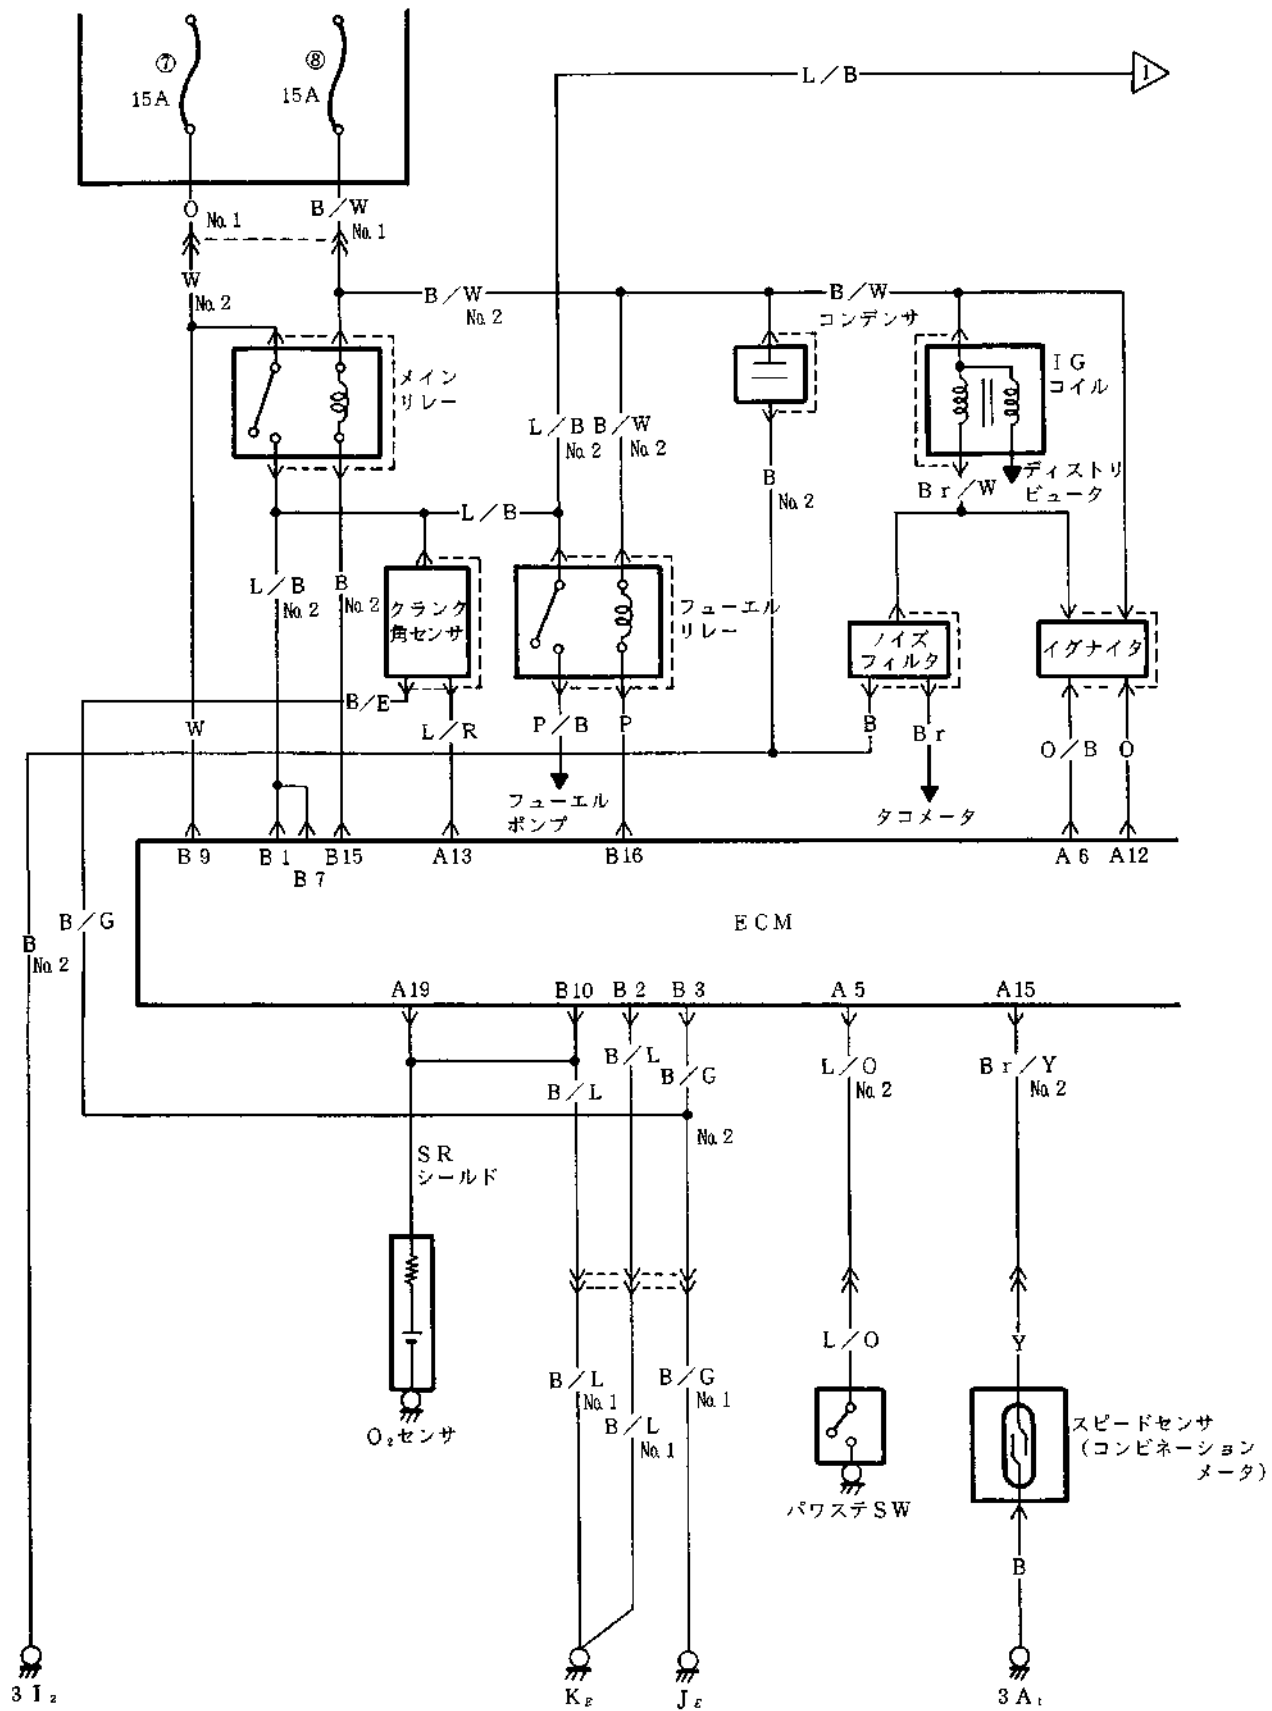 ⑦
⑧
15A
15A
L／B
1
O
No.1
B／W
No.1
W
No.2
B／W
No.2
B／W
コンデンサ
メイン
リレー
IG
コイル
L／B
No.2
B／W
No.2
B
No.2
Br／W
ディストリ
ビュータ
L／B
L／B
No.2
B
No.2
クランク
角センサ
フューエル
リレー
ノイズ
フィルタ
イグナイタ
B／E
W
L／R
P／B
P
B
Br
O／B
O
フューエル
ポンプ
タコメータ
B9
B1
B7
B15
A13
B16
A6
A12
B／G
B
No.2
ECM
A19
B10
B2
B3
A5
A15
B／L
B／L
B／G
L／O
No.2
Br／Y
No.2
No.2
SR
シールド
L／O
Y
B／L
No.1
B／L
No.1
B／G
No.1
O₂センサ
パワステSW
スピードセンサ
（コンビネーション
メータ）
B
3I₂
KE
JE
3A₁